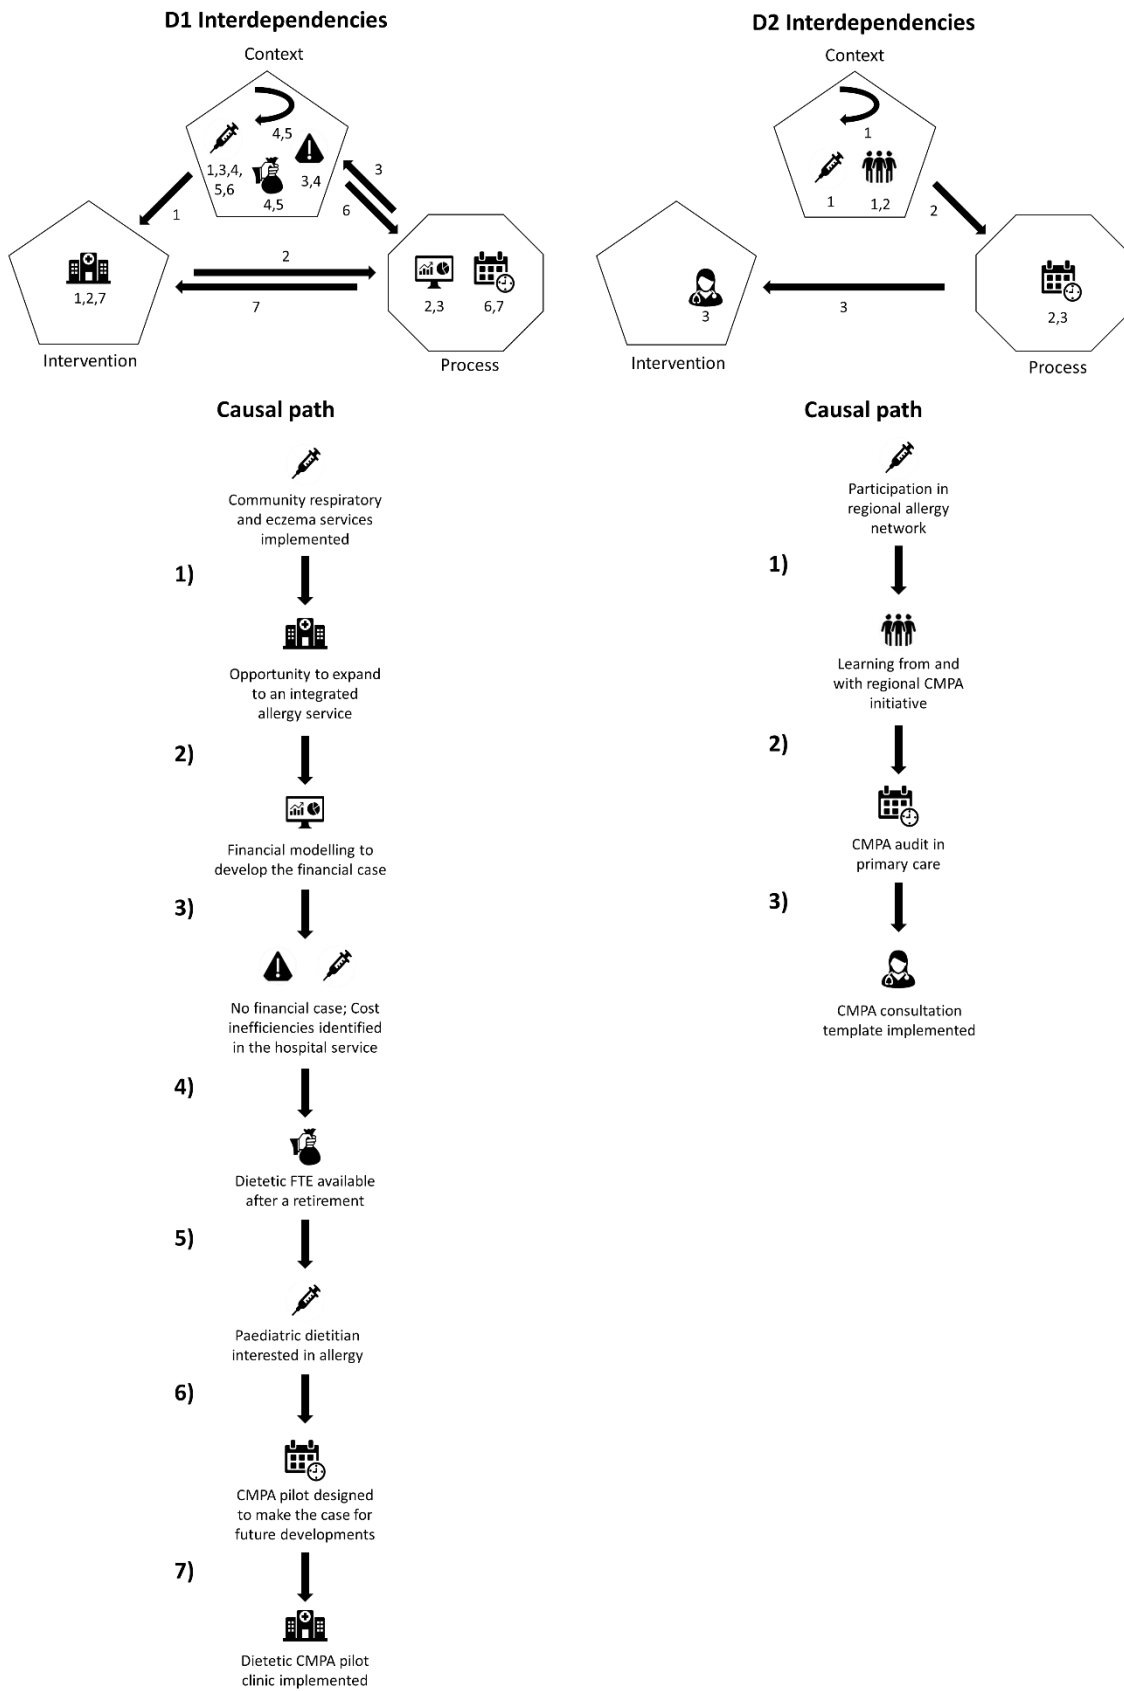 D1 Interdependencies
Context
4,5
1,3,4,
5,6
3,4
4,5
3
1
6
2
7
1,2,7
2,3
6,7
Intervention
Process
Causal path
Community respiratory
and eczema services
implemented
1)
Opportunity to expand
to an integrated
allergy service
2)
Financial modelling to
develop the financial case
3)
No financial case; Cost
inefficiencies identified
in the hospital service
4)
Dietetic FTE available
after a retirement
5)
Paediatric dietitian
interested in allergy
6)
CMPA pilot designed
to make the case for
future developments
7)
Dietetic CMPA pilot
clinic implemented
D2 Interdependencies
Context
1
1
1,2
2
3
3
2,3
Intervention
Process
Causal path
Participation in
regional allergy
network
1)
Learning from and
with regional CMPA
initiative
2)
CMPA audit in
primary care
3)
CMPA consultation
template implemented